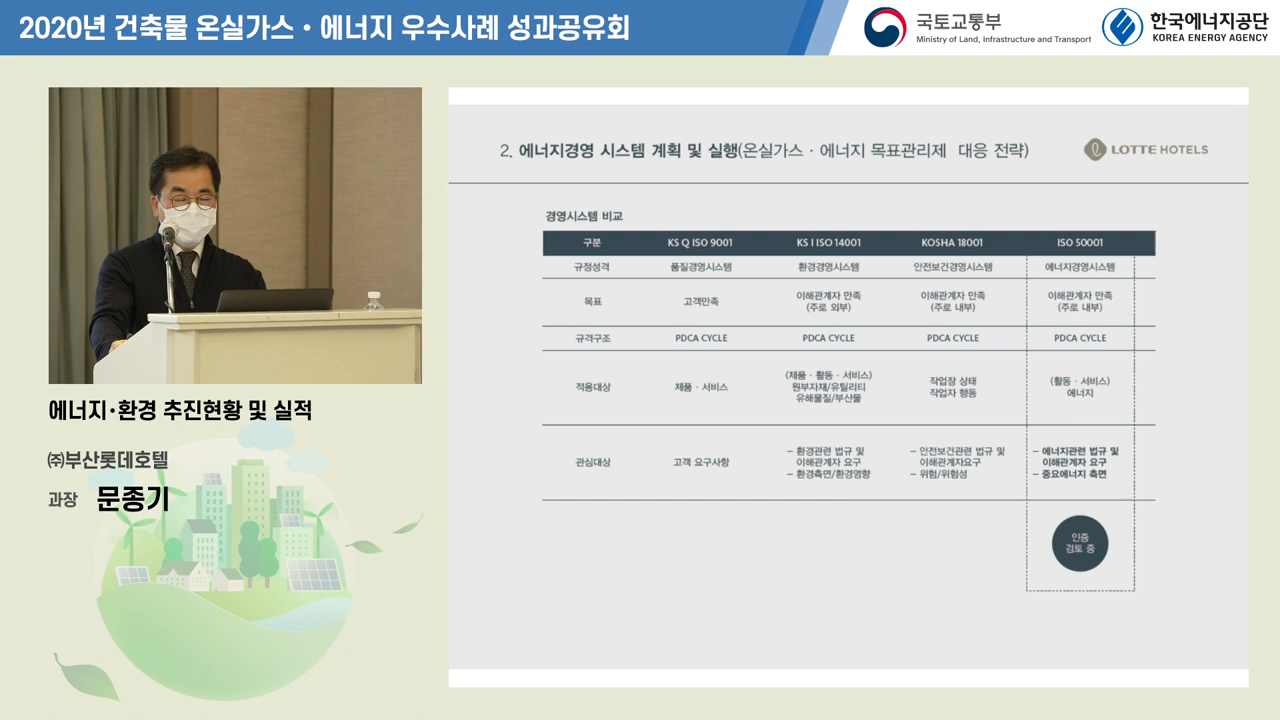 2020년 건축물 온실가스 · 에너지 우수사례 성과공유회
국토교통부
Ministry of Land, Infrastructure and Transport
한국에너지공단
KOREA ENERGY AGENCY
에너지·환경 추진현황 및 실적
㈜부산롯데호텔
과장 문종기
2. 에너지경영 시스템 계획 및 실행(온실가스 · 에너지 목표관리제 대응 전략)
LOTTE HOTELS
경영시스템 비교
구분 KS Q ISO 9001 KS I ISO 14001 KOSHA 18001 ISO 50001
규정성격 품질경영시스템 환경경영시스템 안전보건경영시스템 에너지경영시스템
목표 고객만족 이해관계자 만족 (주로 외부) 이해관계자 만족 (주로 내부) 이해관계자 만족 (주로 내부)
규격구조 PDCA CYCLE PDCA CYCLE PDCA CYCLE PDCA CYCLE
적용대상 제품 · 서비스 (제품 · 활동 · 서비스) 원부자재/유틸리티 유해물질/부산물 작업장 상태 작업자 행동 (활동 · 서비스) 에너지
관심대상 고객 요구사항 – 환경관련 법규 및 이해관계자 요구 – 환경측면/환경영향 – 안전보건관련 법규 및 이해관계자요구 – 위험/위험성 – 에너지관련 법규 및 이해관계자 요구 – 중요에너지 측면
인증
검토 중